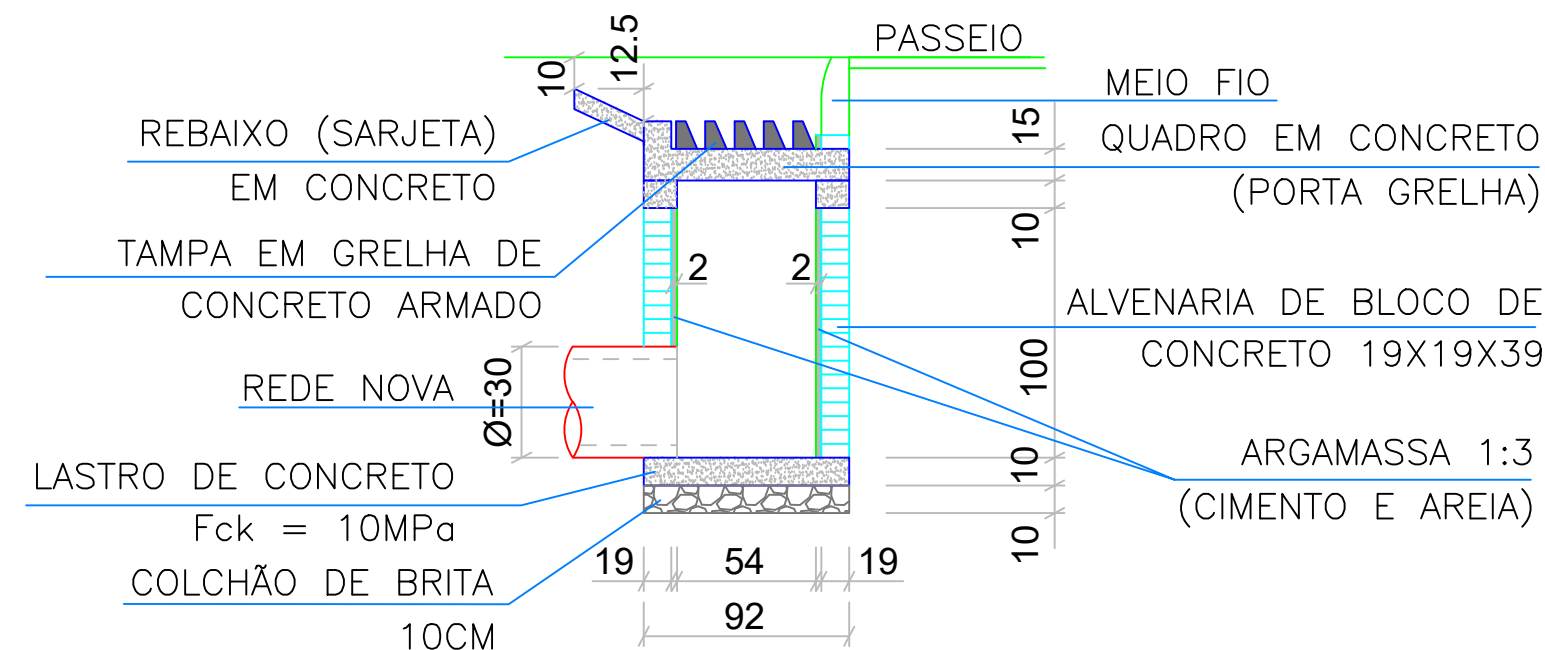 PASSEIO
MEIO FIO
QUADRO EM CONCRETO
(PORTA GRELHA)
REBAIXO (SARJETA)
EM CONCRETO
TAMPA EM GRELHA DE
CONCRETO ARMADO
ALVENARIA DE BLOCO DE
CONCRETO 19X19X39
REDE NOVA
LASTRO DE CONCRETO
Fck = 10MPa
COLCHÃO DE BRITA
10CM
ARGAMASSA 1:3
(CIMENTO E AREIA)
10
12.5
2
2
Ø=30
15
10
100
10
10
19
54
19
92